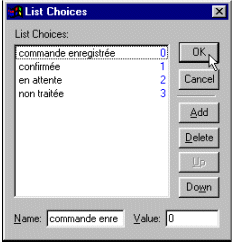 List Choices
List Choices:
commande enregistrée 0
confirmée 1
en attente 2
non traitée 3
OK
Cancel
Add
Delete
Up
Down
Name: commande enre Value: 0